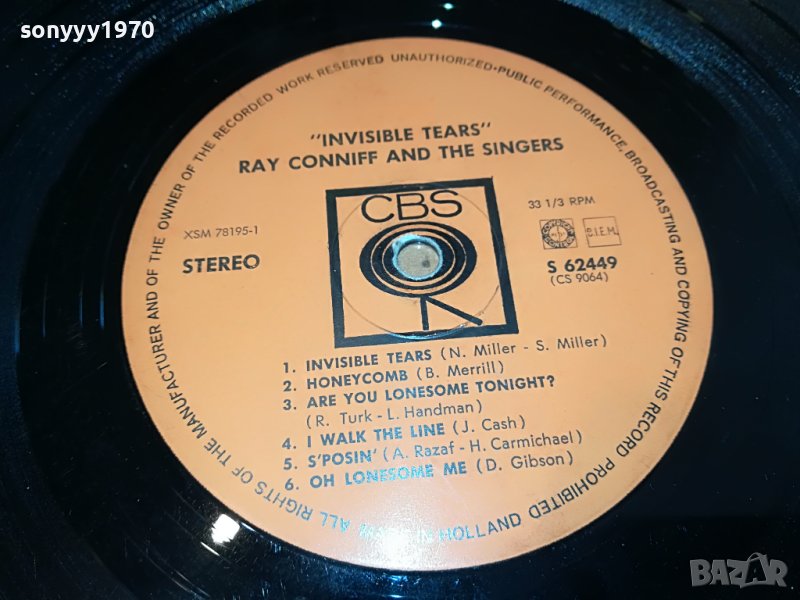 sonyyy1970
ALL RIGHTS OF THE MANUFACTURER AND OF THE OWNER OF THE RECORDED WORK RESERVED UNAUTHORIZED·PUBLIC PERFORMANCE, BROADCASTING AND COPYING OF THIS RECORD PROHIBITED
HOLLAND
"INVISIBLE TEARS"
RAY CONNIFF AND THE SINGERS
CBS
XSM 78195-1
STEREO
33 1/3 RPM
B.I.E.M.
S 62449
(CS 9064)
1. INVISIBLE TEARS (N. Miller - S. Miller)
2. HONEYCOMB (B. Merrill)
3. ARE YOU LONESOME TONIGHT?
(R. Turk - L. Handman)
4. I WALK THE LINE (J. Cash)
5. S'POSIN' (A. Razaf - H. Carmichael)
6. OH LONESOME ME (D. Gibson)
BAZAR